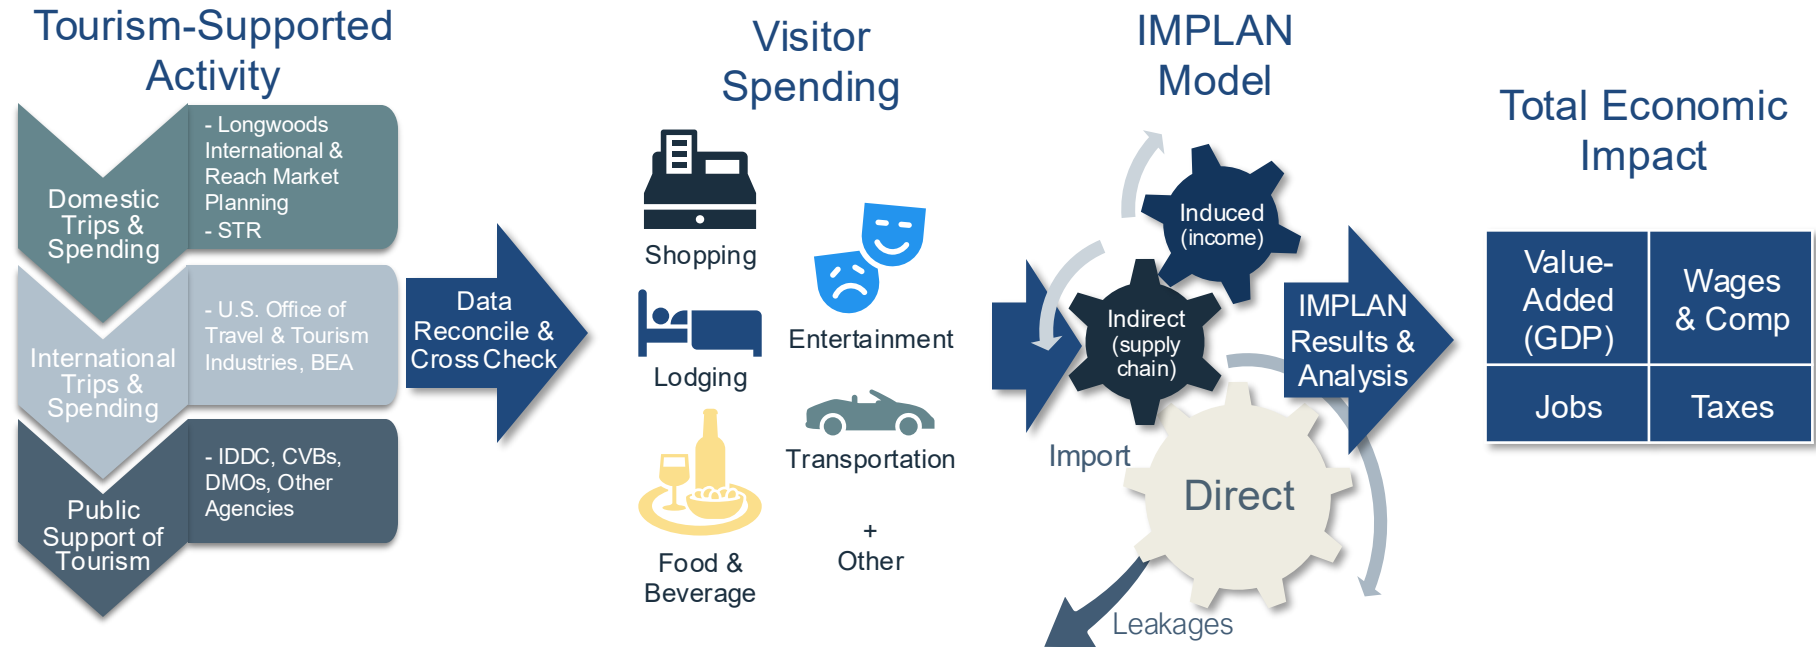 Tourism-Supported
Activity
Domestic
Trips &
Spending
- Longwoods
International &
Reach Market
Planning
- STR
International
Trips &
Spending
- U.S. Office of
Travel & Tourism
Industries, BEA
Public
Support of
Tourism
- IDDC, CVBs,
DMOs, Other
Agencies
Data
Reconcile &
Cross Check
Visitor
Spending
Shopping
Lodging
Food &
Beverage
Entertainment
Transportation
+
Other
IMPLAN
Model
Induced
(income)
Indirect
(supply
chain)
Import
Direct
Leakages
IMPLAN
Results &
Analysis
Total Economic
Impact
Value-
Added
(GDP)
Wages
& Comp
Jobs
Taxes